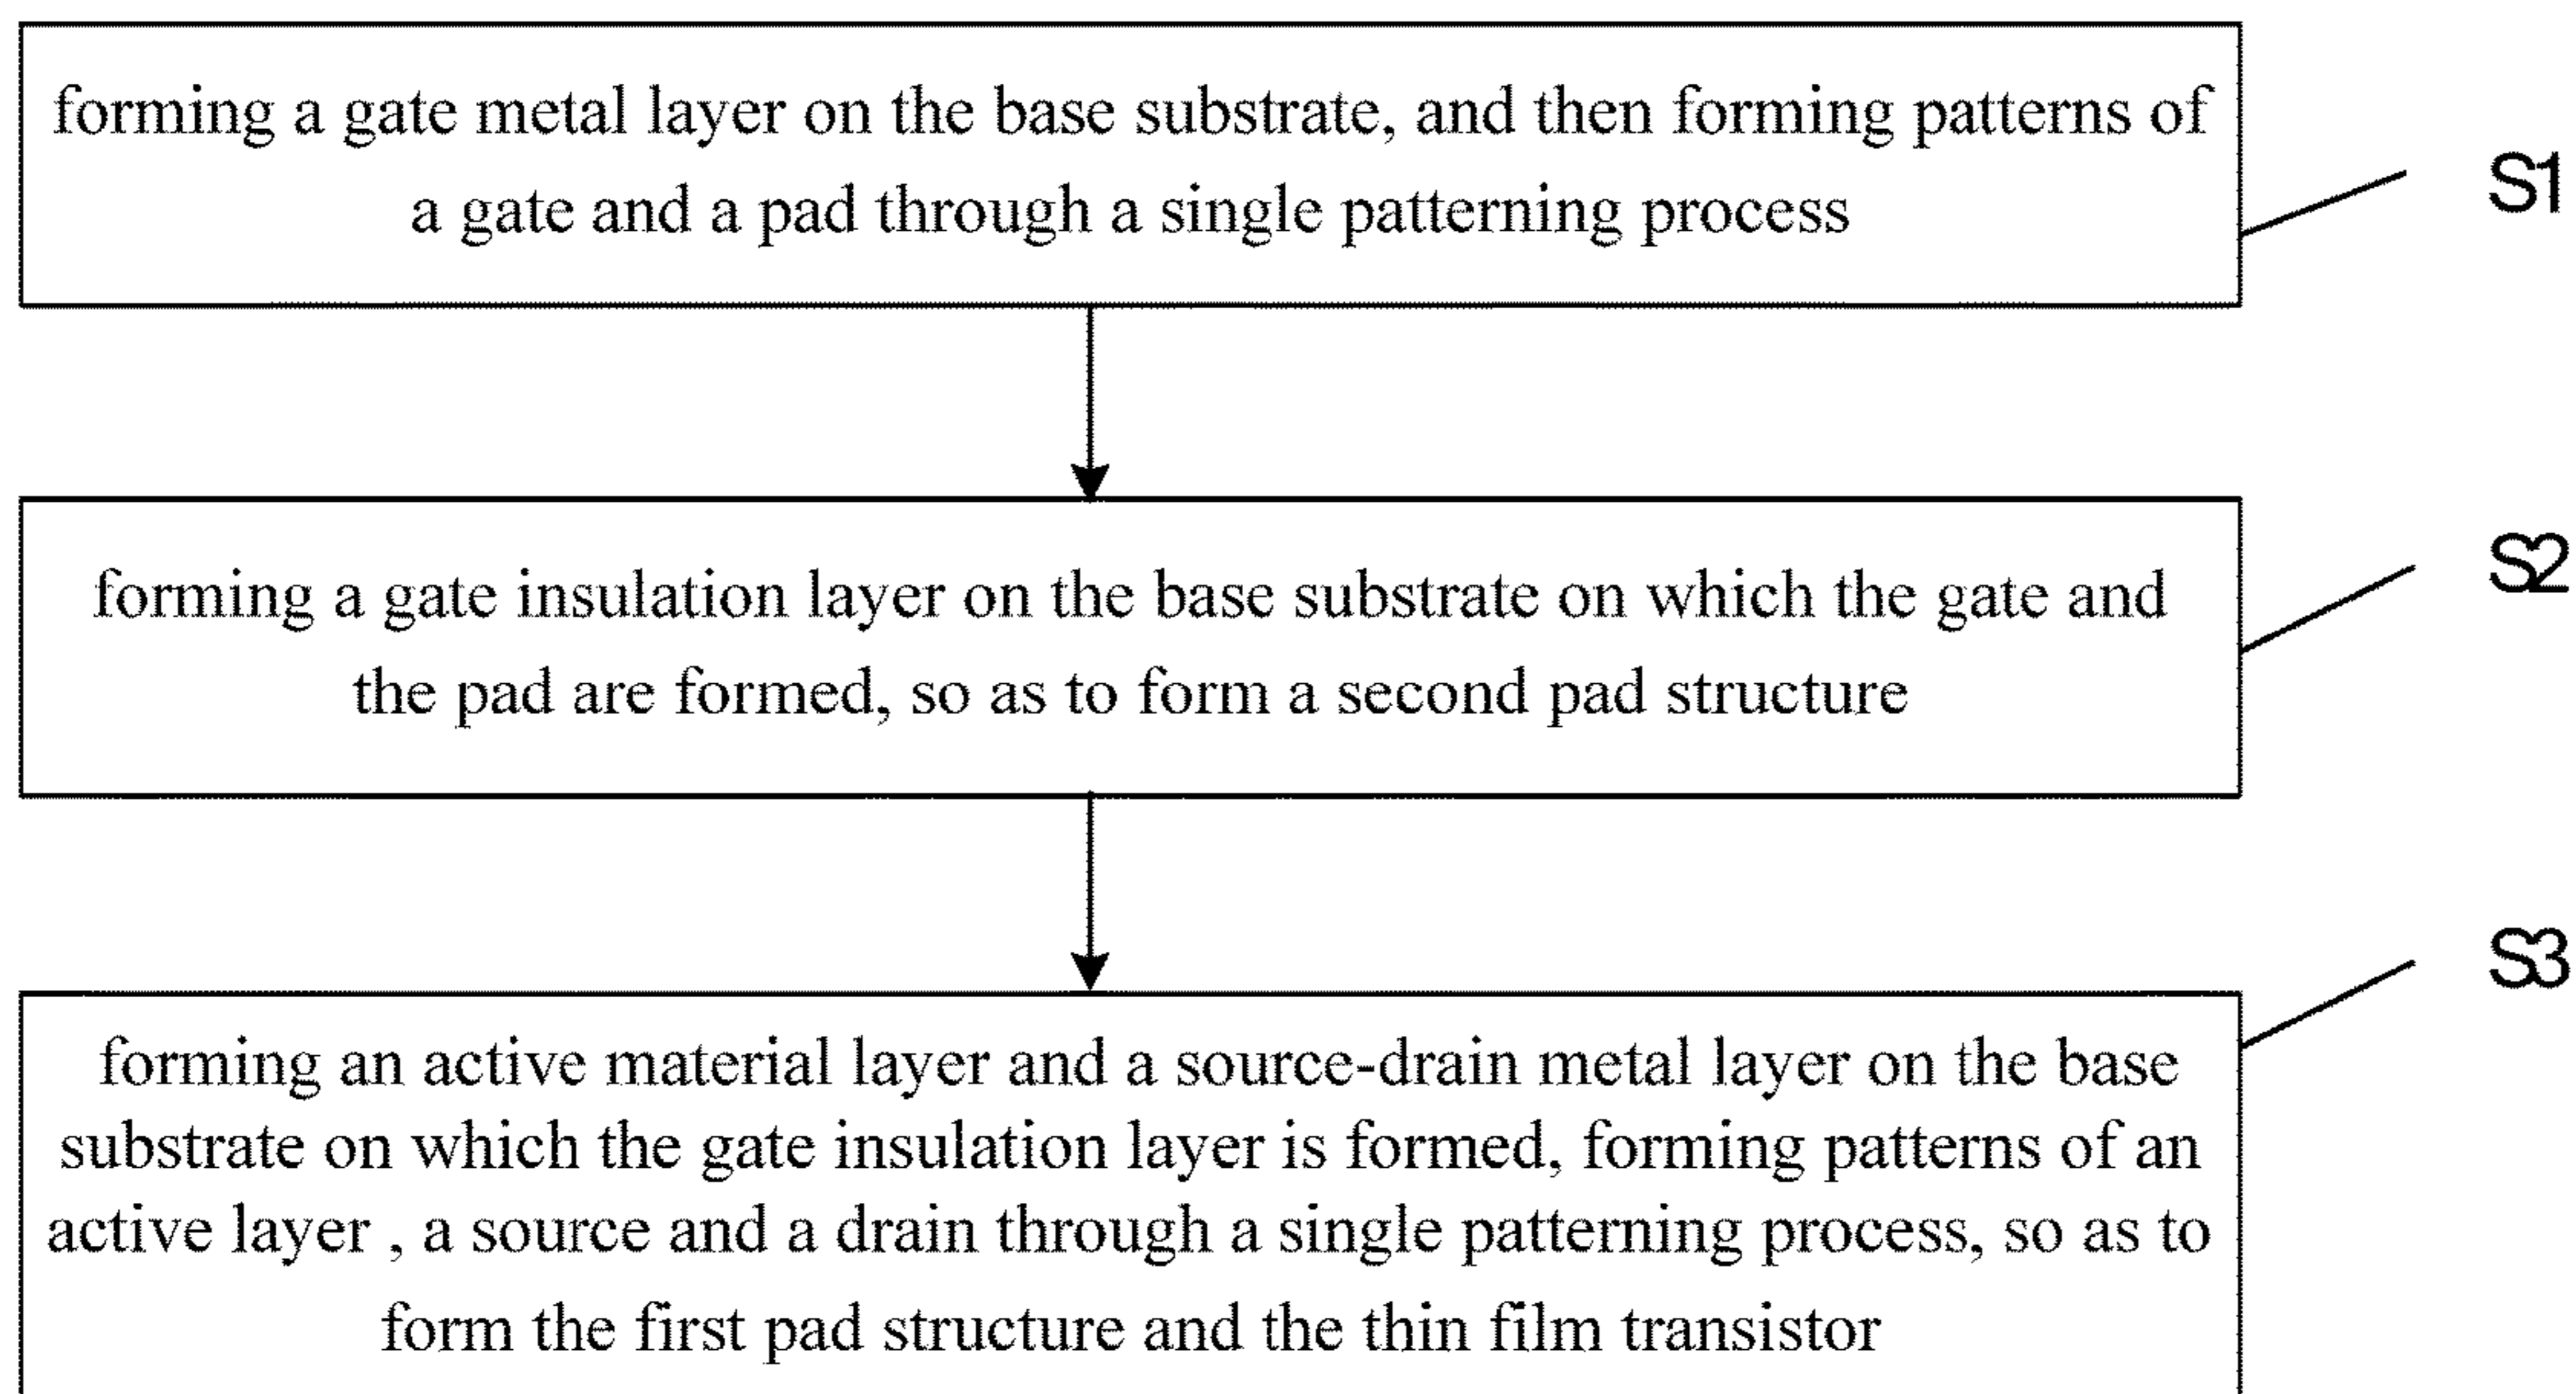 forming a gate metal layer on the base substrate, and then forming patterns of
a gate and a pad through a single patterning process
S1
forming a gate insulation layer on the base substrate on which the gate and
the pad are formed, so as to form a second pad structure
S2
forming an active material layer and a source-drain metal layer on the base
substrate on which the gate insulation layer is formed, forming patterns of an
active layer , a source and a drain through a single patterning process, so as to
form the first pad structure and the thin film transistor
S3